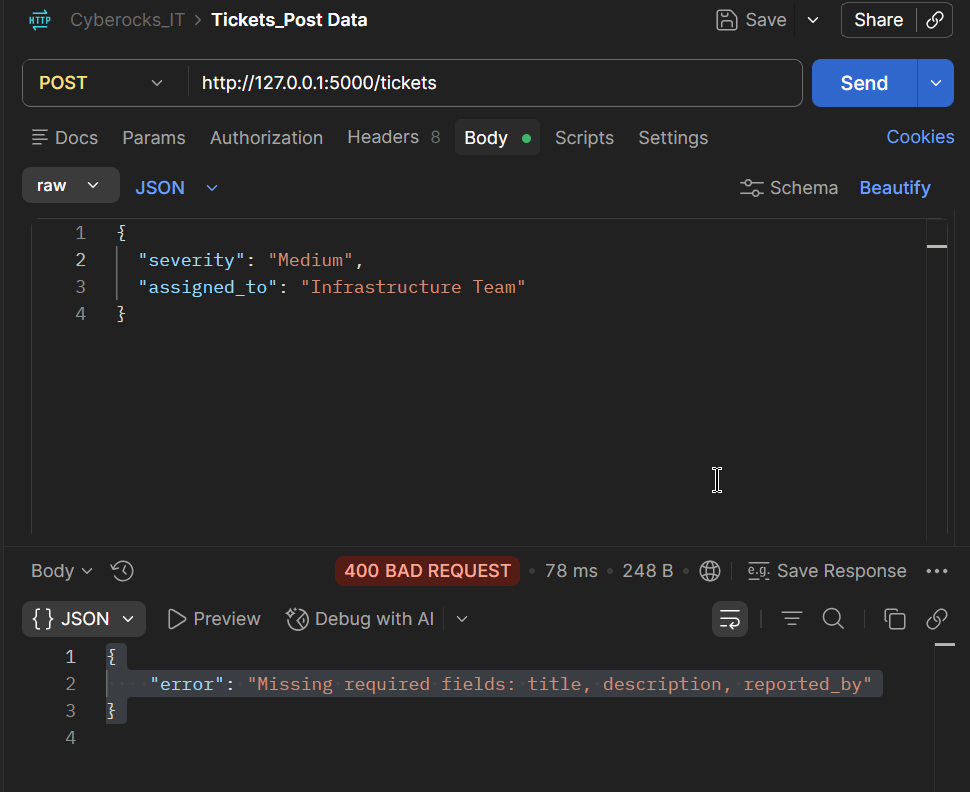 HTTP Cyberocks_IT > Tickets_Post Data Save Share
POST http://127.0.0.1:5000/tickets Send
Docs Params Authorization Headers 8 Body Scripts Settings Cookies
raw JSON Schema Beautify
1 {
2 "severity": "Medium",
3 "assigned_to": "Infrastructure Team"
4 }
Body 400 BAD REQUEST • 78 ms • 248 B • e.g. Save Response
{} JSON Preview Debug with AI
1 {
2 "error": "Missing required fields: title, description, reported_by"
3 }
4